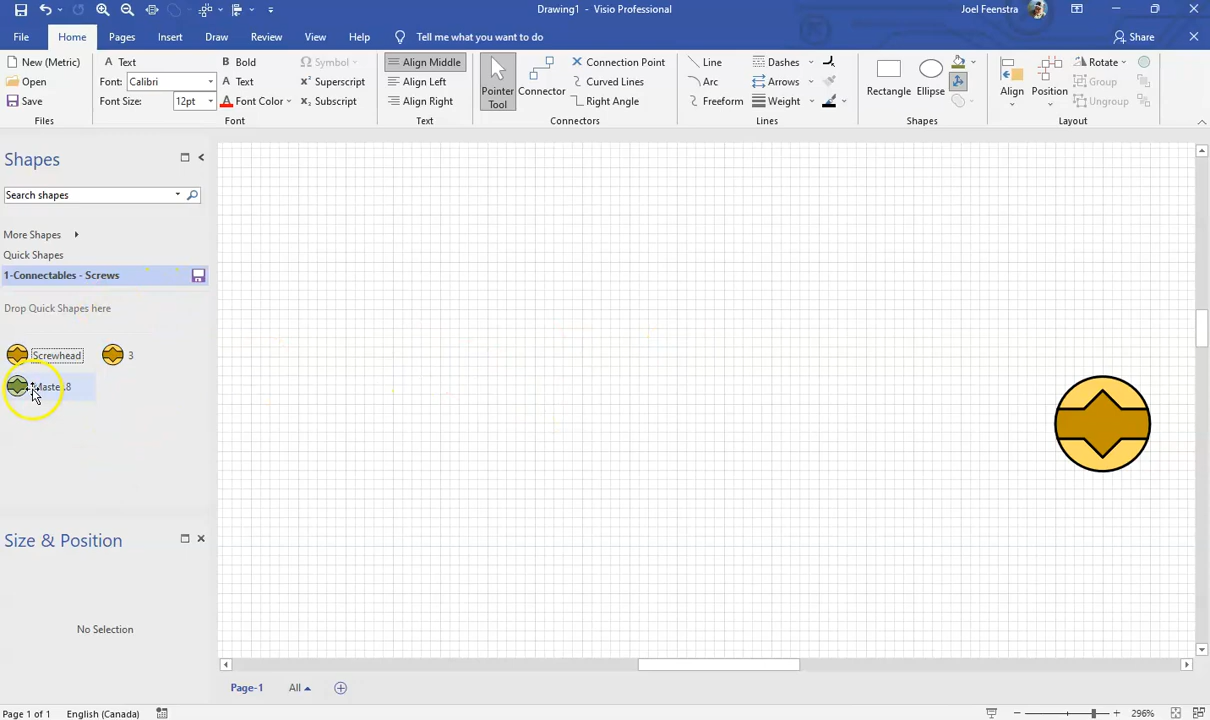 Drawing1 - Visio Professional
Joel Feenstra
File Home Pages Insert Draw Review View Help Tell me what you want to do
Share
New (Metric)
Open
Save
Files
Text
Font: Calibri
Font Size: 12pt
Bold
Text
Font Color
Symbol
Superscript
Subscript
Font
Align Middle
Align Left
Align Right
Text
Pointer Tool
Connector
Connection Point
Curved Lines
Right Angle
Connectors
Line
Arc
Freeform
Dashes
Arrows
Weight
Lines
Rectangle
Ellipse
Shapes
Align
Position
Rotate
Group
Ungroup
Layout
Shapes
Search shapes
More Shapes
Quick Shapes
1-Connectables - Screws
Drop Quick Shapes here
Screwhead
3
Size & Position
No Selection
Page-1
All
Page 1 of 1
English (Canada)
296%